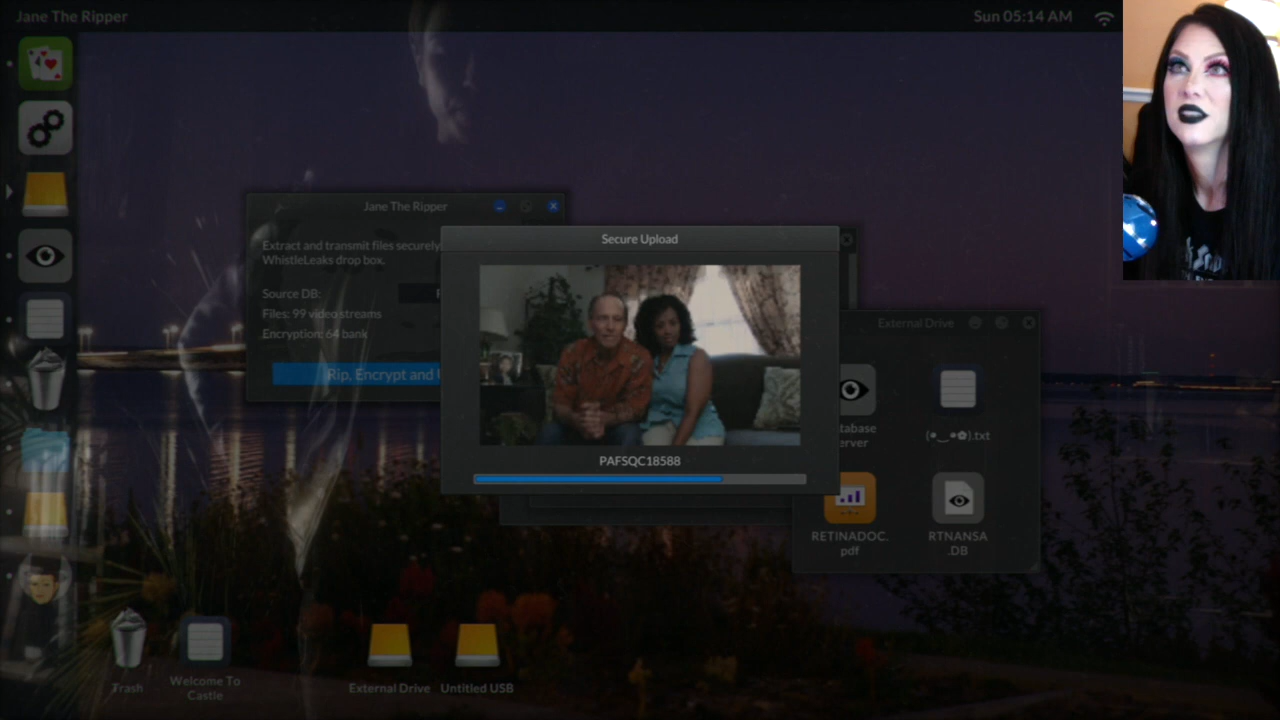 Jane The Ripper
Sun 05:14 AM
Jane The Ripper
Extract and transmit files securely
WhistleLeaks drop box.
Source DB:
Files: 99 video streams
Encryption: 64 bank
Rip, Encrypt and
Secure Upload
PAFSQC18588
External Drive
tabase
erver
(•‿•✿).txt
RETINADOC.
pdf
RTNANSA
.DB
Trash
Welcome To
Castle
External Drive
Untitled USB